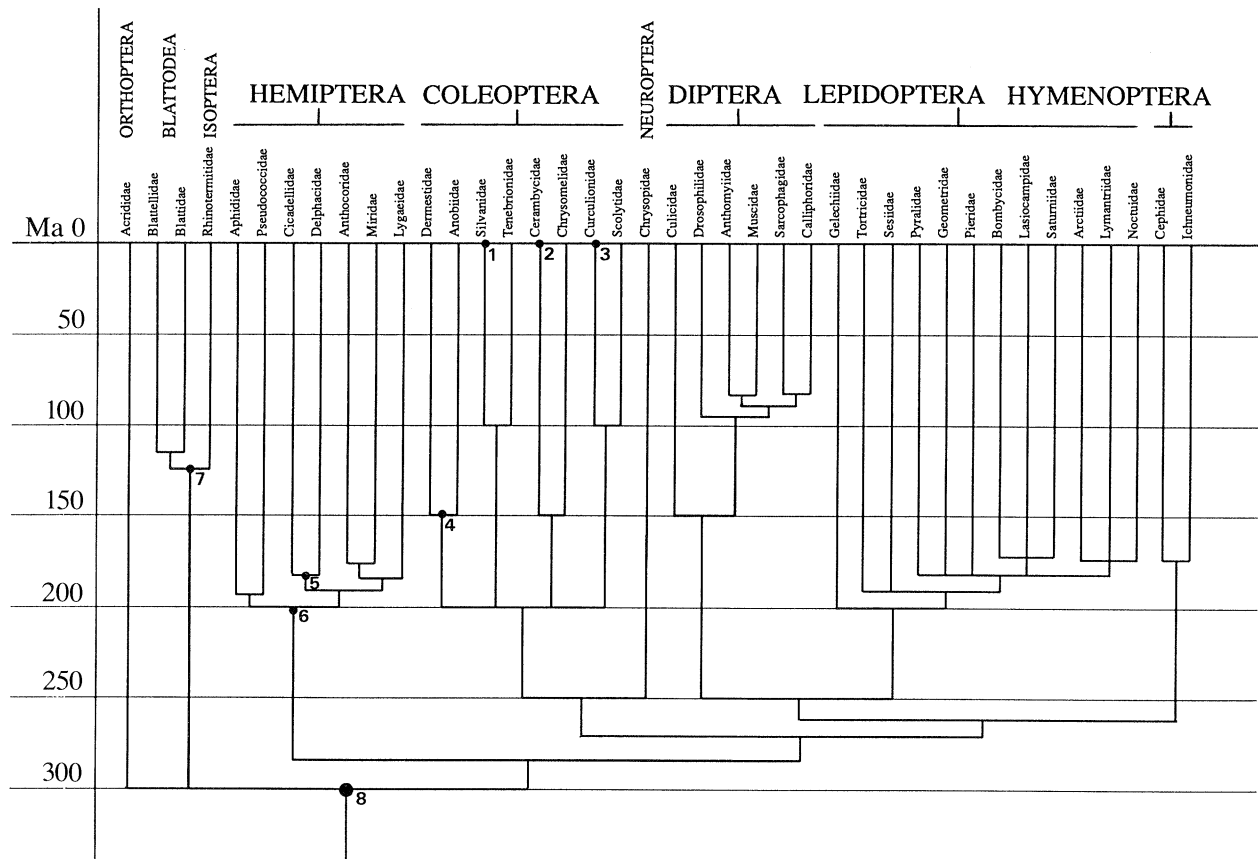 ORTHOPTERA
BLATTODEA
ISOPTERA
HEMIPTERA
COLEOPTERA
NEUROPTERA
DIPTERA
LEPIDOPTERA
HYMENOPTERA
Acrididae
Blattellidae
Blattidae
Rhinotermitidae
Aphididae
Pseudococcidae
Cicadellidae
Delphacidae
Anthocoridae
Miridae
Lygaeidae
Dermestidae
Anobiidae
Silvanidae
Tenebrionidae
Cerambycidae
Chrysomelidae
Curculionidae
Scolytidae
Chrysopidae
Culicidae
Drosophilidae
Anthomyiidae
Muscidae
Sarcophagidae
Calliphoridae
Gelechiidae
Tortricidae
Sesiidae
Pyralidae
Geometridae
Pieridae
Bombycidae
Lasiocampidae
Saturniidae
Arctiidae
Lymantriidae
Noctuidae
Cephidae
Ichneumonidae
Ma 0
1
2
3
50
100
7
150
4
5
200
6
250
300
8